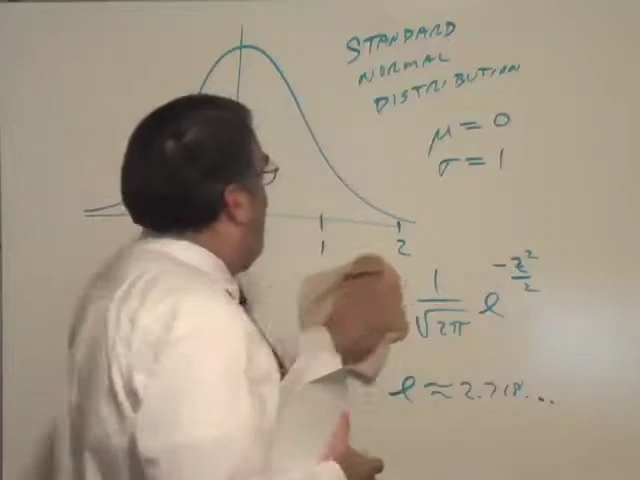 STANDARD
NORMAL
DISTRIBUTION
μ = 0
σ = 1
1 2
1/√2π e^-z²/2
e ≈ 2.718...